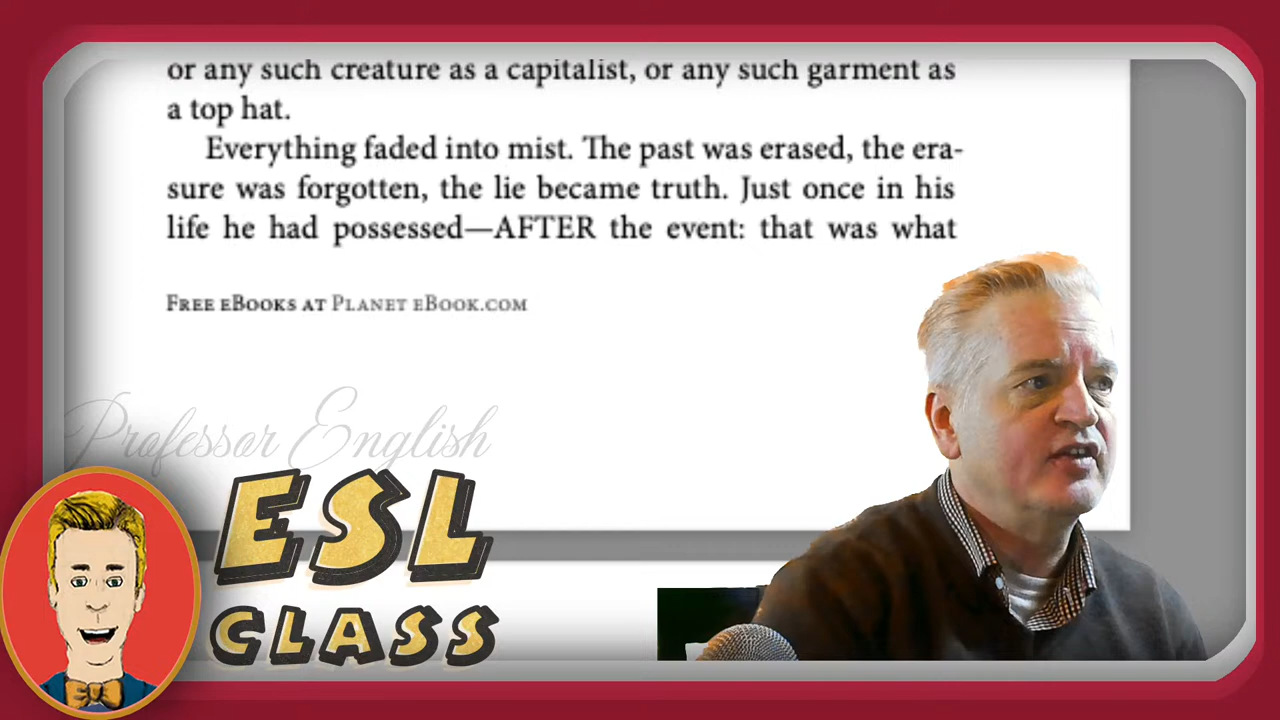 or any such creature as a capitalist, or any such garment as
a top hat.
Everything faded into mist. The past was erased, the era-
sure was forgotten, the lie became truth. Just once in his
life he had possessed—AFTER the event: that was what
FREE EBOOKS AT PLANET EBOOK.COM
Professor English
ESL
CLASS